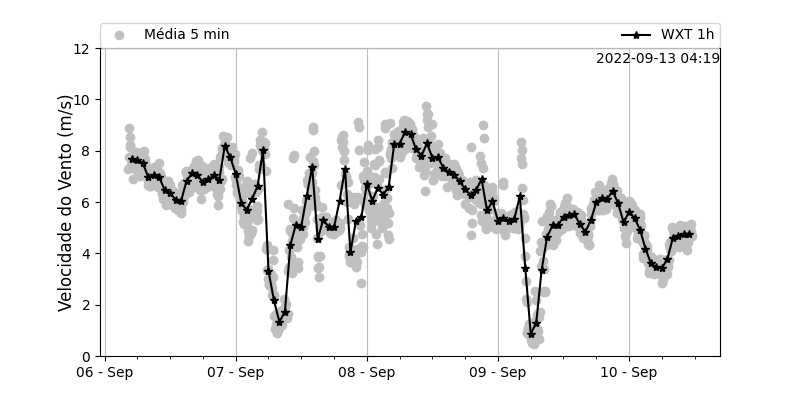 Média 5 min
WXT 1h
2022-09-13 04:19
Velocidade do Vento (m/s)
12
10
8
6
4
2
0
06 - Sep
07 - Sep
08 - Sep
09 - Sep
10 - Sep